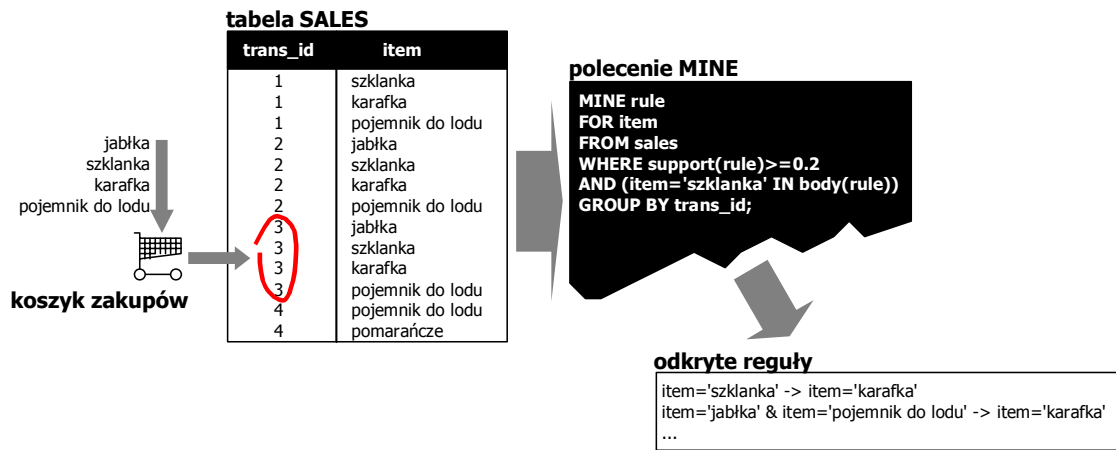 tabela SALES
trans_id item
1 szklanka
1 karafka
1 pojemnik do lodu
2 jabłka
2 szklanka
2 karafka
2 pojemnik do lodu
3 jabłka
3 szklanka
3 karafka
3 pojemnik do lodu
4 pojemnik do lodu
4 pomarańcze
jabłka
szklanka
karafka
pojemnik do lodu
koszyk zakupów
polecenie MINE
MINE rule
FOR item
FROM sales
WHERE support(rule)>=0.2
AND (item='szklanka' IN body(rule))
GROUP BY trans_id;
odkryte reguły
item='szklanka' -> item='karafka'
item='jabłka' & item='pojemnik do lodu' -> item='karafka'
...